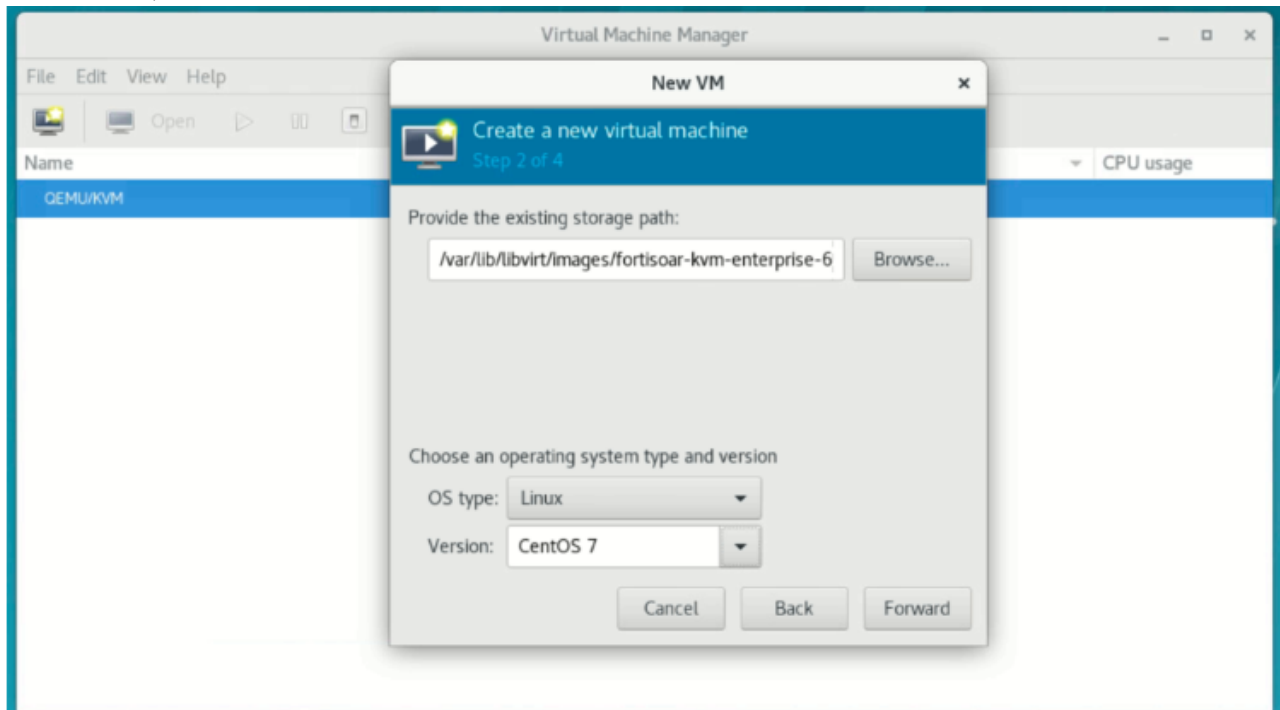 Virtual Machine Manager
File Edit View Help
New VM
Open
Create a new virtual machine
Step 2 of 4
Name
CPU usage
QEMU/KVM
Provide the existing storage path:
/var/lib/libvirt/images/fortisoar-kvm-enterprise-6
Browse...
Choose an operating system type and version
OS type: Linux
Version: CentOS 7
Cancel Back Forward